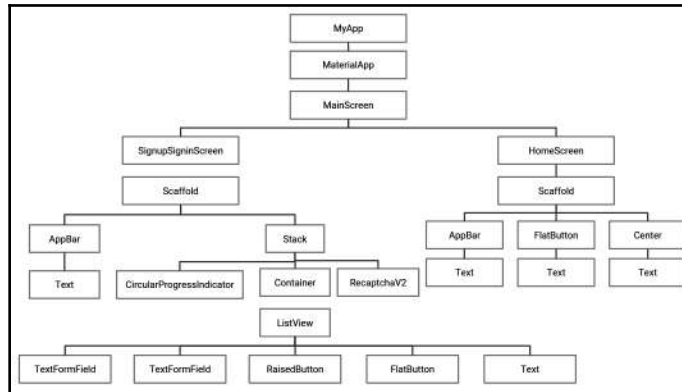 MyApp
MaterialApp
MainScreen
SignupSigninScreen
HomeScreen
Scaffold
Scaffold
AppBar
Stack
AppBar
FlatButton
Center
Text
CircularProgressIndicator
Container
RecaptchaV2
Text
Text
Text
ListView
TextFormField
TextFormField
RaisedButton
FlatButton
Text